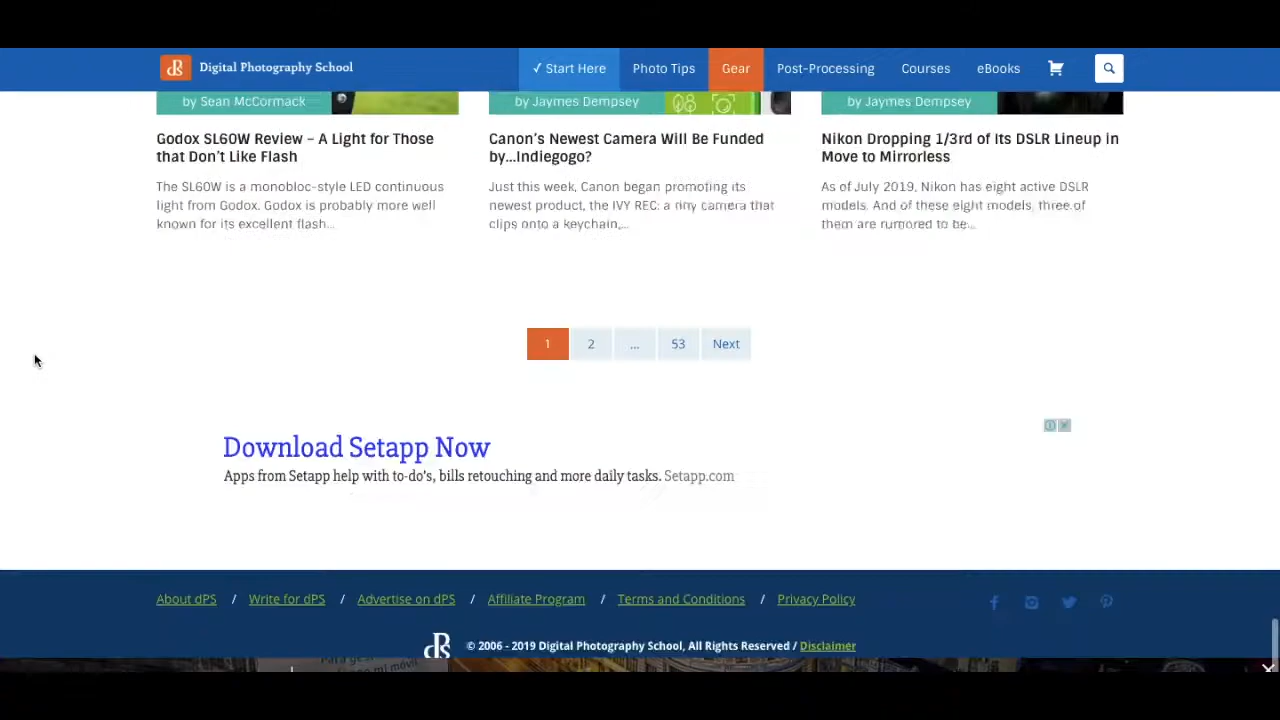 dS Digital Photography School ✓ Start Here Photo Tips Gear Post-Processing Courses eBooks
by Sean McCormack by Jaymes Dempsey by Jaymes Dempsey
Godox SL60W Review – A Light for Those
that Don't Like Flash
The SL60W is a monobloc-style LED continuous
light from Godox. Godox is probably more well
known for its excellent flash...
Canon's Newest Camera Will Be Funded
by...Indiegogo?
Just this week, Canon began promoting its
newest product, the IVY REC: a tiny camera that
clips onto a keychain,...
Nikon Dropping 1/3rd of Its DSLR Lineup in
Move to Mirrorless
As of July 2019, Nikon has eight active DSLR
models. And of these eight models, three of
them are rumored to be...
1 2 ... 53 Next
Download Setapp Now
Apps from Setapp help with to-do's, bills retouching and more daily tasks. Setapp.com
About dPS / Write for dPS / Advertise on dPS / Affiliate Program / Terms and Conditions / Privacy Policy
dS © 2006 - 2019 Digital Photography School, All Rights Reserved / Disclaimer